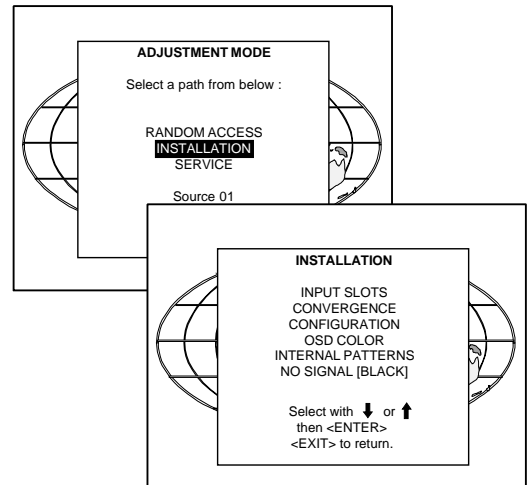 ADJUSTMENT MODE
Select a path from below :
RANDOM ACCESS
INSTALLATION
SERVICE
Source 01
INSTALLATION
INPUT SLOTS
CONVERGENCE
CONFIGURATION
OSD COLOR
INTERNAL PATTERNS
NO SIGNAL [BLACK]
Select with ⬇ or ⬆
then <ENTER>
<EXIT> to return.